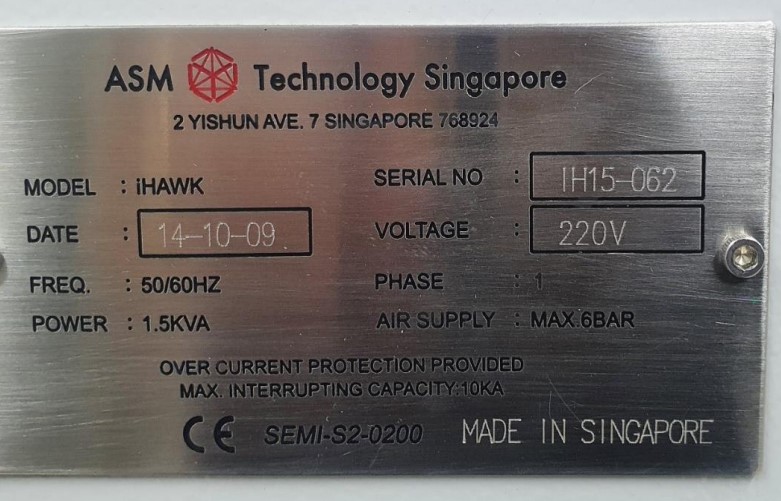 ASM Technology Singapore
2 YISHUN AVE. 7 SINGAPORE 768924
MODEL : iHAWK SERIAL NO : IH15-062
DATE : 14-10-09 VOLTAGE : 220V
FREQ. : 50/60HZ PHASE : 1
POWER : 1.5KVA AIR SUPPLY : MAX.6BAR
OVER CURRENT PROTECTION PROVIDED
MAX. INTERRUPTING CAPACITY:10KA
CE SEMI-S2-0200 MADE IN SINGAPORE